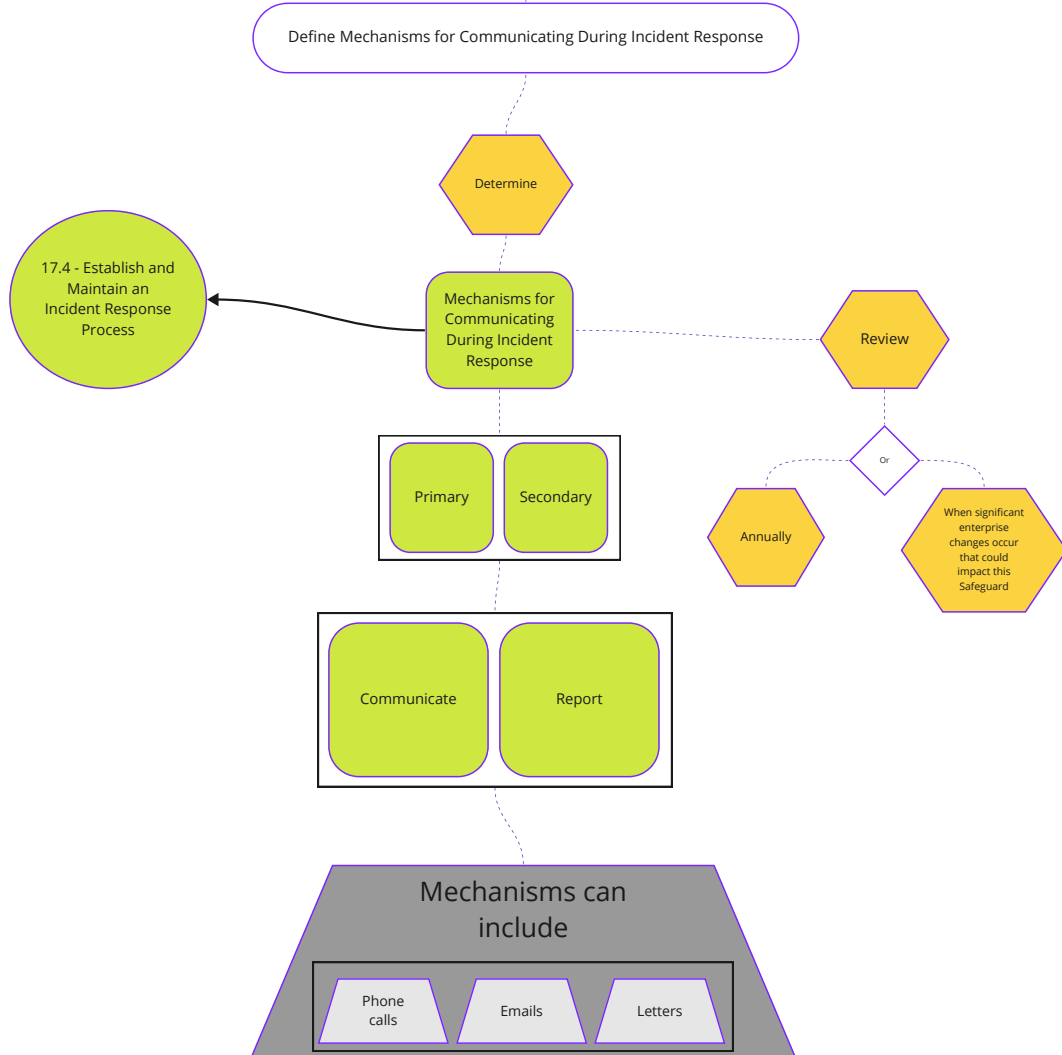 Define Mechanisms for Communicating During Incident Response
Determine
17.4 - Establish and
Maintain an
Incident Response
Process
Mechanisms for
Communicating
During Incident
Response
Review
Or
Primary
Secondary
Annually
When significant
enterprise
changes occur
that could
impact this
Safeguard
Communicate
Report
Mechanisms can
include
Phone
calls
Emails
Letters